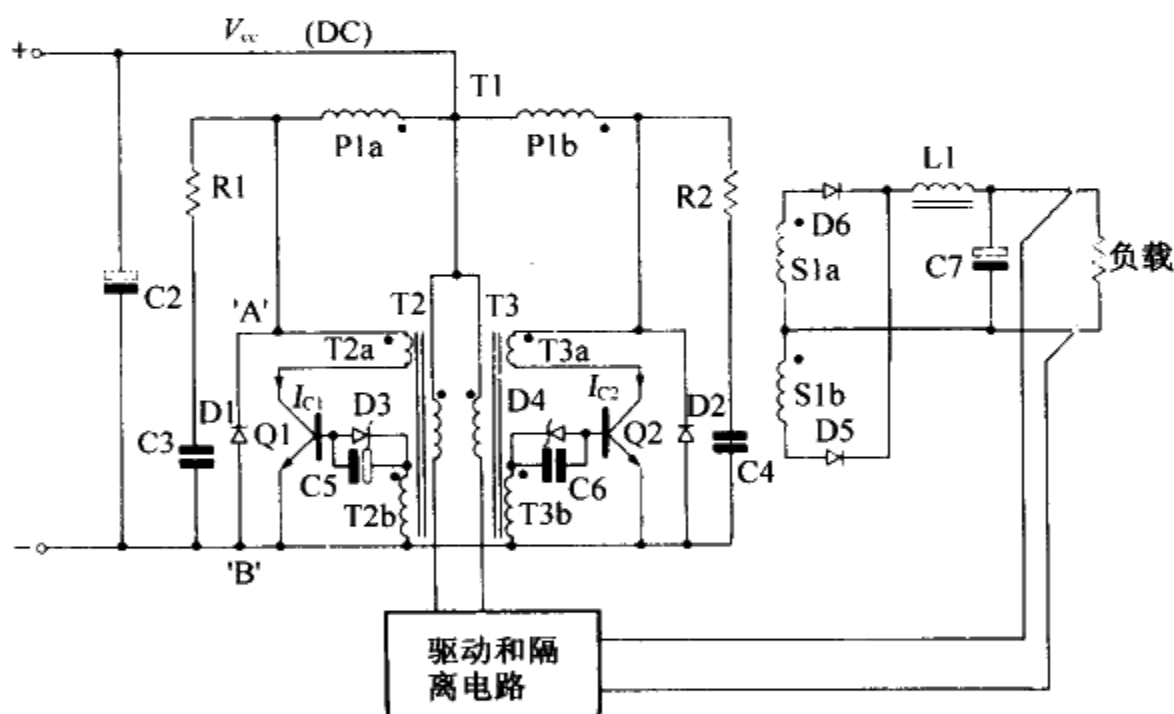 +
Vcc (DC)
T1
P1a
P1b
L1
R1
R2
D6
S1a
C7
负载
C2
'A'
T2
T3
T2a
T3a
S1b
IC1
D3
D4
IC2
D1
D2
D5
C3
Q1
Q2
C4
C5
C6
T2b
T3b
−
'B'
驱动和隔
离电路